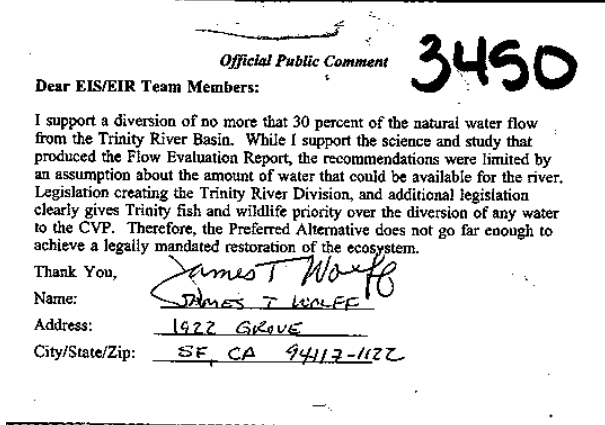 3450
Official Public Comment
Dear EIS/EIR Team Members:
I support a diversion of no more that 30 percent of the natural water flow
from the Trinity River Basin. While I support the science and study that
produced the Flow Evaluation Report, the recommendations were limited by
an assumption about the amount of water that could be available for the river.
Legislation creating the Trinity River Division, and additional legislation
clearly gives Trinity fish and wildlife priority over the diversion of any water
to the CVP. Therefore, the Preferred Alternative does not go far enough to
achieve a legally mandated restoration of the ecosystem.
Thank You, James T Wolff
Name: JAMES T WOLFF
Address: 1922 GROVE
City/State/Zip: SF, CA 94117-1122